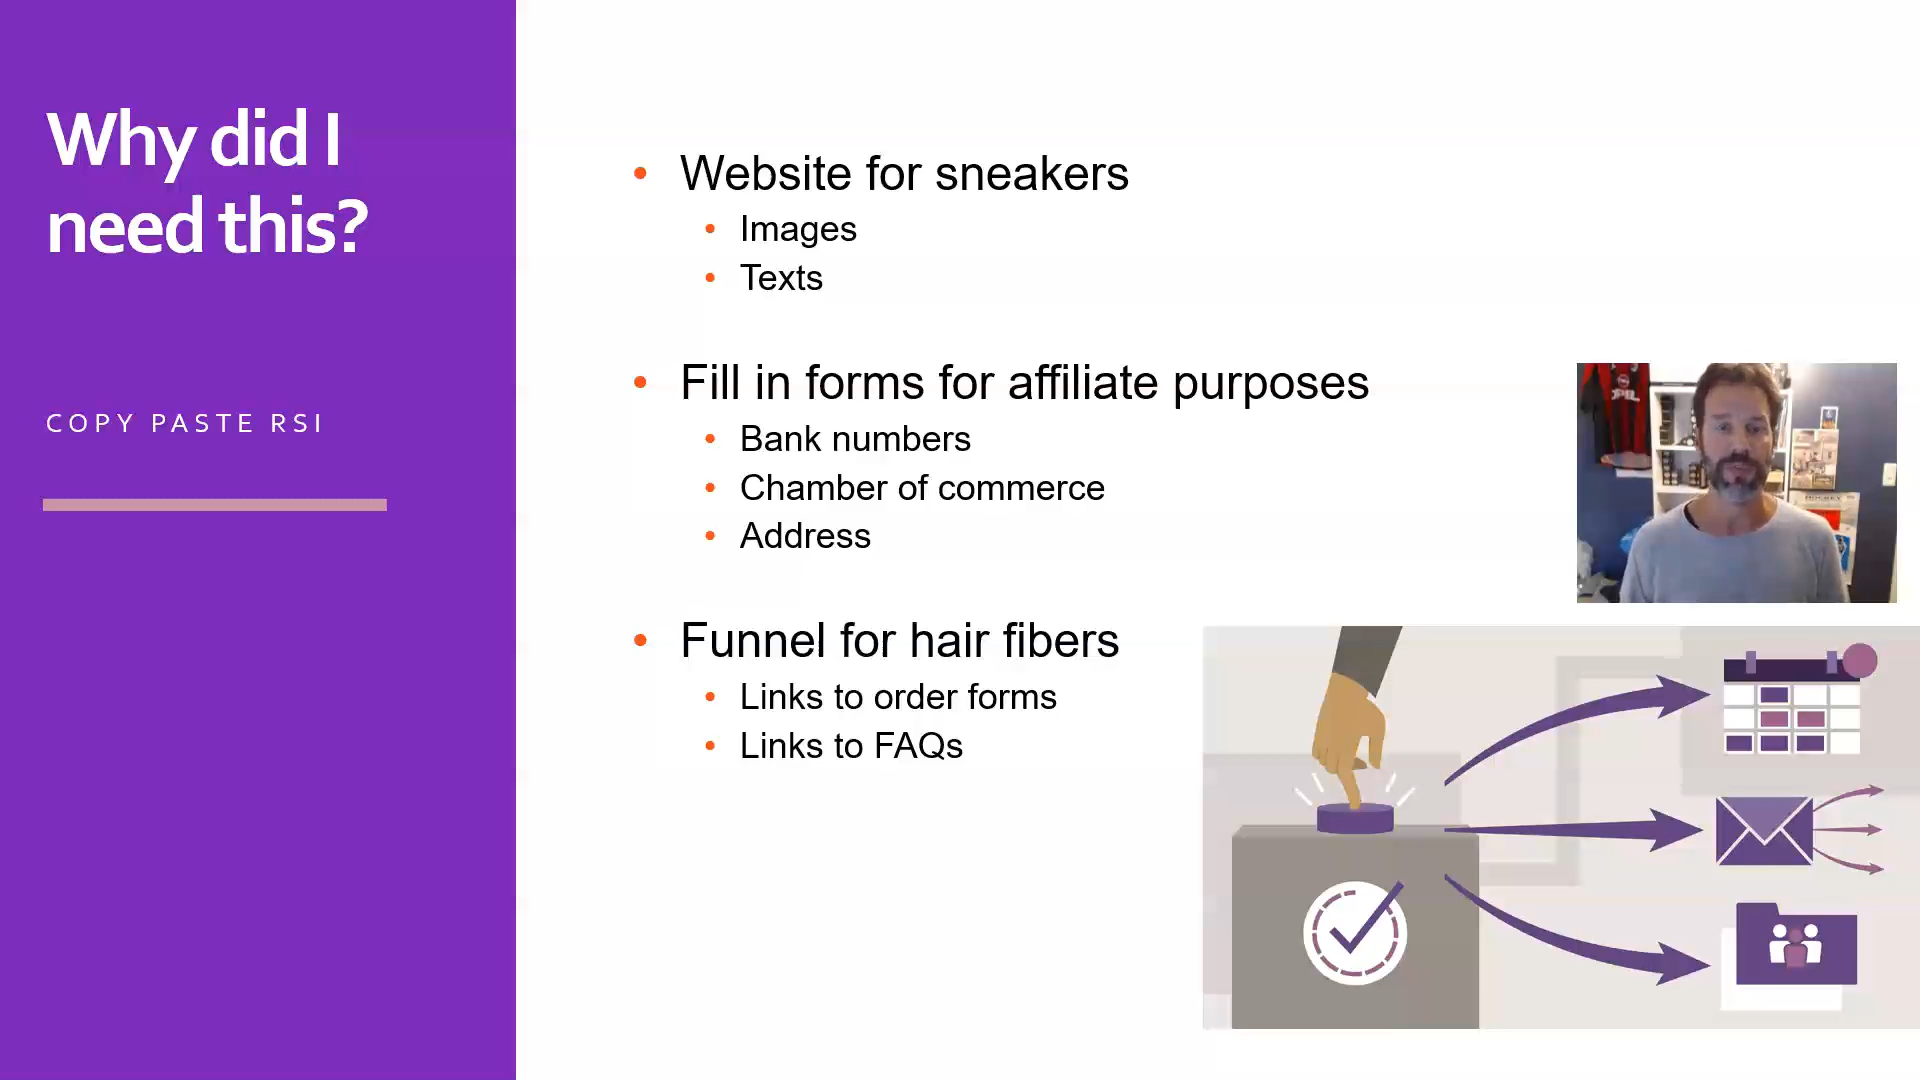 Why did I
need this?
COPY PASTE RSI
• Website for sneakers
• Images
• Texts
• Fill in forms for affiliate purposes
• Bank numbers
• Chamber of commerce
• Address
• Funnel for hair fibers
• Links to order forms
• Links to FAQs